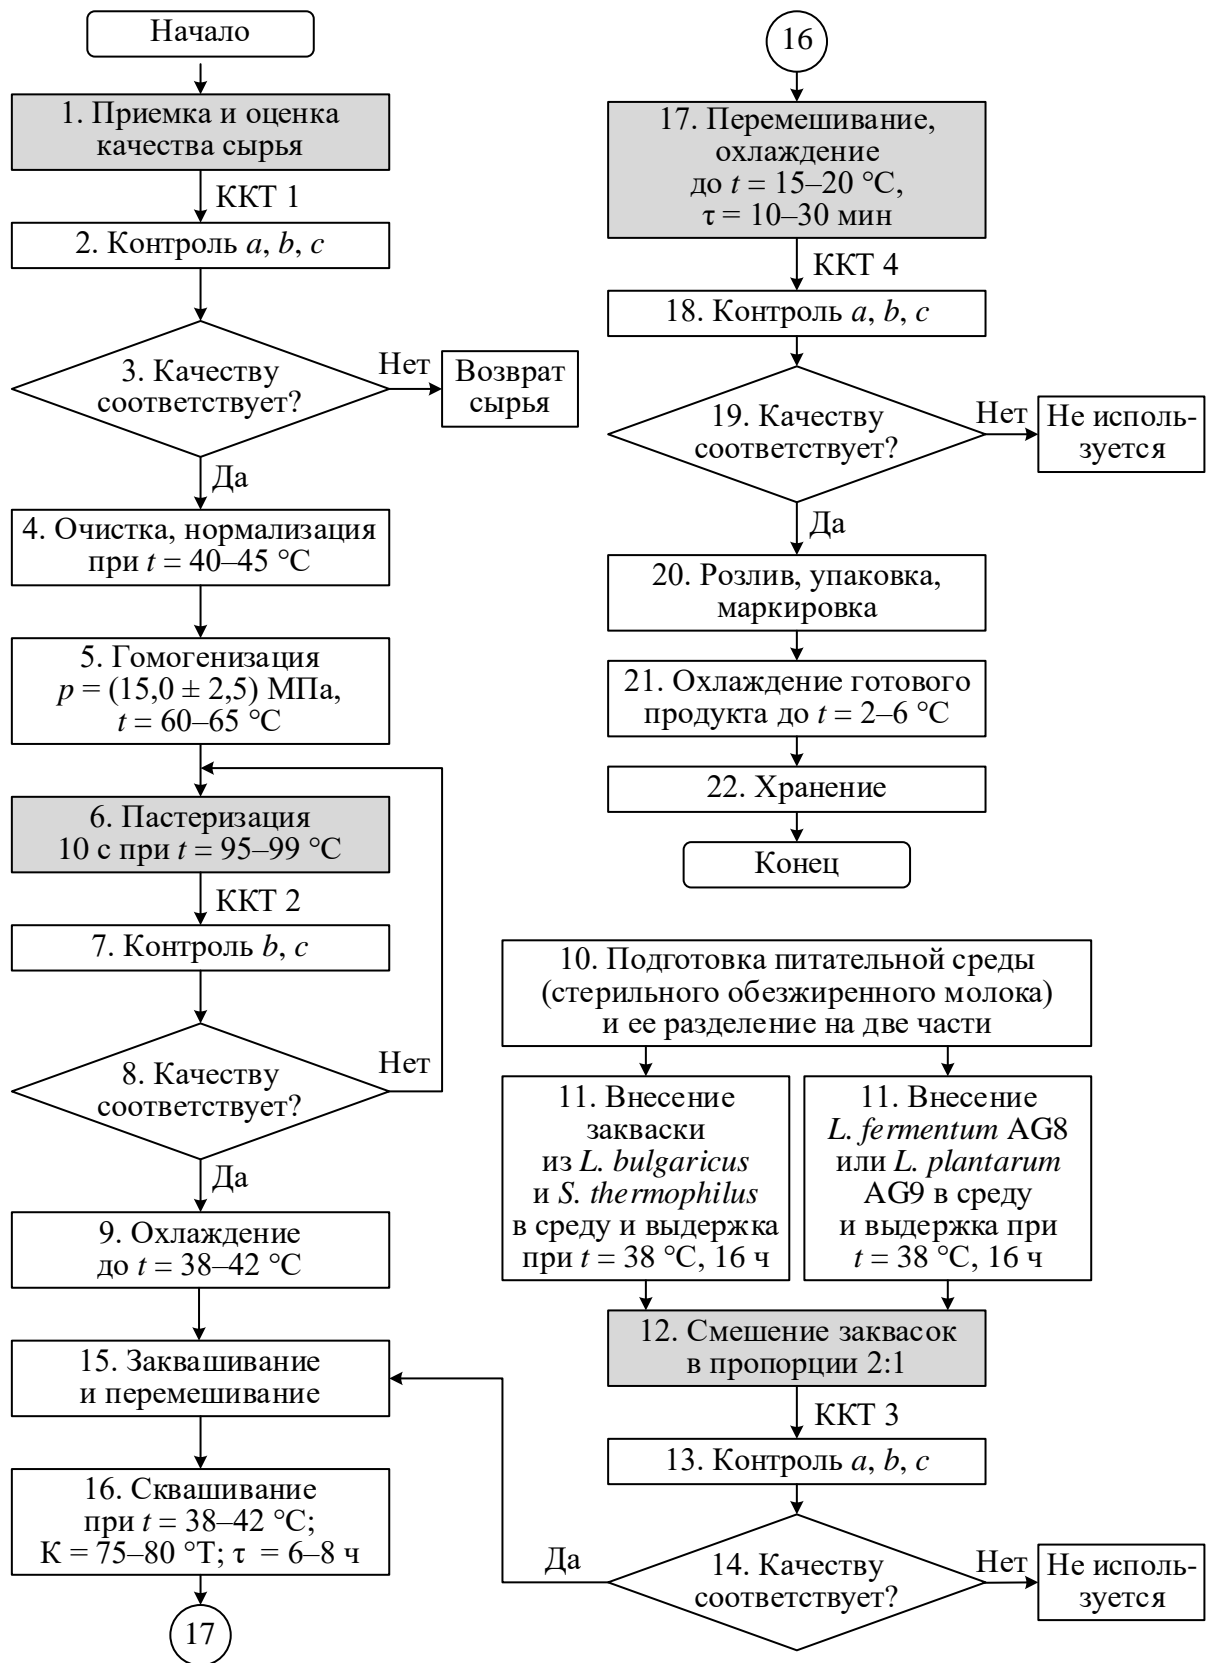 Начало
1. Приемка и оценка
качества сырья
ККТ 1
2. Контроль a, b, c
3. Качеству
соответствует?
Нет
Возврат
сырья
Да
4. Очистка, нормализация
при t = 40–45 °C
5. Гомогенизация
p = (15,0 ± 2,5) МПа,
t = 60–65 °C
6. Пастеризация
10 с при t = 95–99 °C
ККТ 2
7. Контроль b, c
8. Качеству
соответствует?
Нет
Да
9. Охлаждение
до t = 38–42 °C
15. Заквашивание
и перемешивание
16. Сквашивание
при t = 38–42 °C;
К = 75–80 °Т; τ = 6–8 ч
17
16
17. Перемешивание,
охлаждение
до t = 15–20 °C,
τ = 10–30 мин
ККТ 4
18. Контроль a, b, c
19. Качеству
соответствует?
Нет
Не исполь-
зуется
Да
20. Розлив, упаковка,
маркировка
21. Охлаждение готового
продукта до t = 2–6 °C
22. Хранение
Конец
10. Подготовка питательной среды
(стерильного обезжиренного молока)
и ее разделение на две части
11. Внесение
закваски
из L. bulgaricus
и S. thermophilus
в среду и выдержка
при t = 38 °C, 16 ч
11. Внесение
L. fermentum AG8
или L. plantarum
AG9 в среду
и выдержка при
t = 38 °C, 16 ч
12. Смешение заквасок
в пропорции 2:1
ККТ 3
13. Контроль a, b, c
14. Качеству
соответствует?
Да
Нет
Не исполь-
зуется